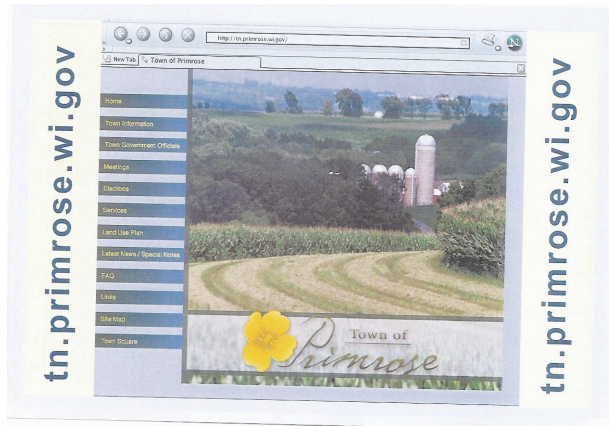 tn.primrose.wi.gov
http://tn.primrose.wi.gov/
New Tab
Town of Primrose
Home
Town Information
Town Government Officials
Meetings
Elections
Services
Land Use Plan
Latest News / Special Notes
FAQ
Links
Site Map
Town Square
Town of
Primrose
tn.primrose.wi.gov